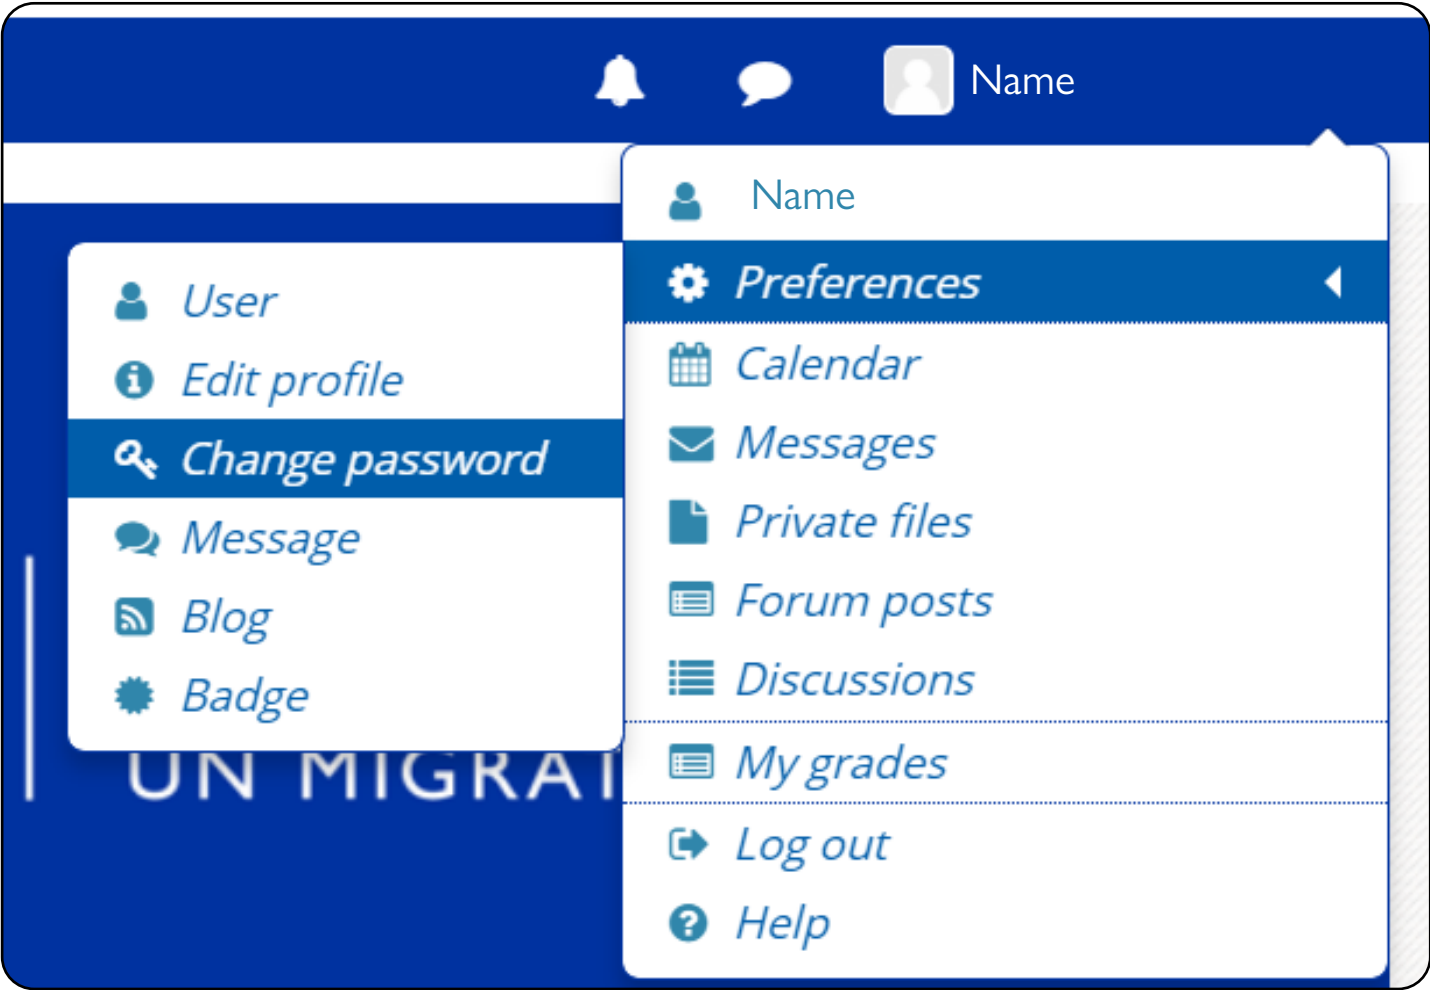 Name
Name
Preferences
Calendar
Messages
Private files
Forum posts
Discussions
My grades
Log out
Help
User
Edit profile
Change password
Message
Blog
Badge
UN MIGRAT